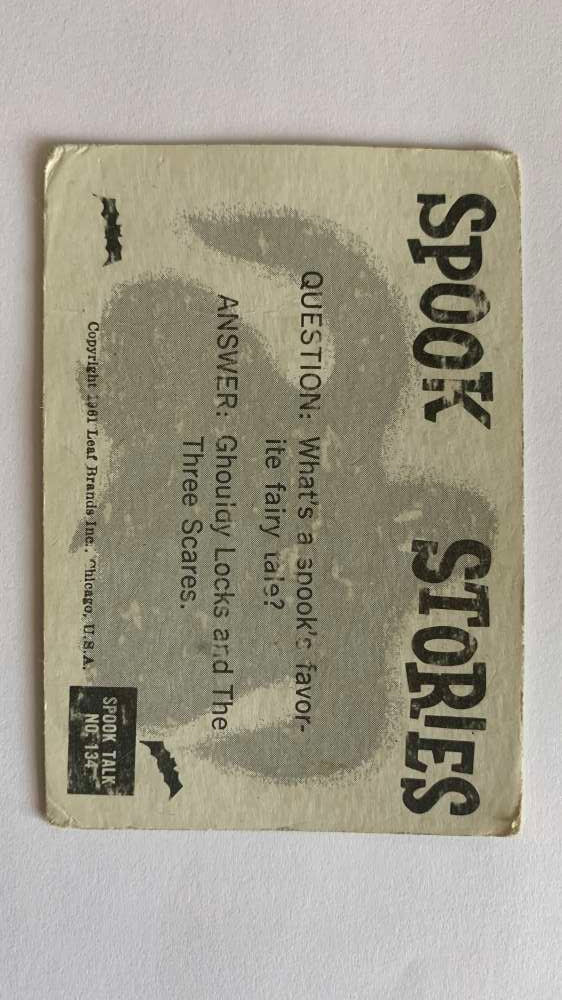 SPOOK STORIES
QUESTION: What's a spook's favor-
ite fairy tale?
ANSWER: Ghouldy Locks and The
Three Scares.
Copyright 1961 Leaf Brands Inc., Chicago, U.S.A.
SPOOK TALK
NO. 134